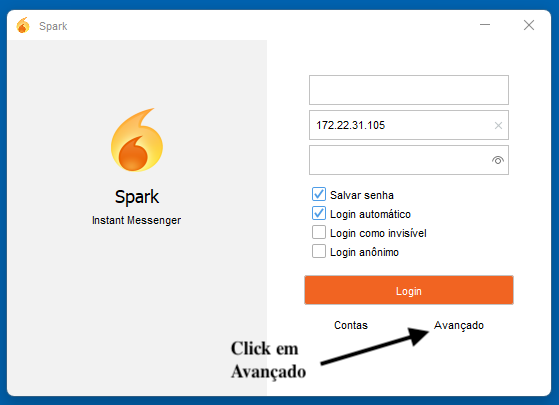 Spark
172.22.31.105
Spark
Instant Messenger
Salvar senha
Login automático
Login como invisível
Login anônimo
Login
Contas
Avançado
Click em
Avançado